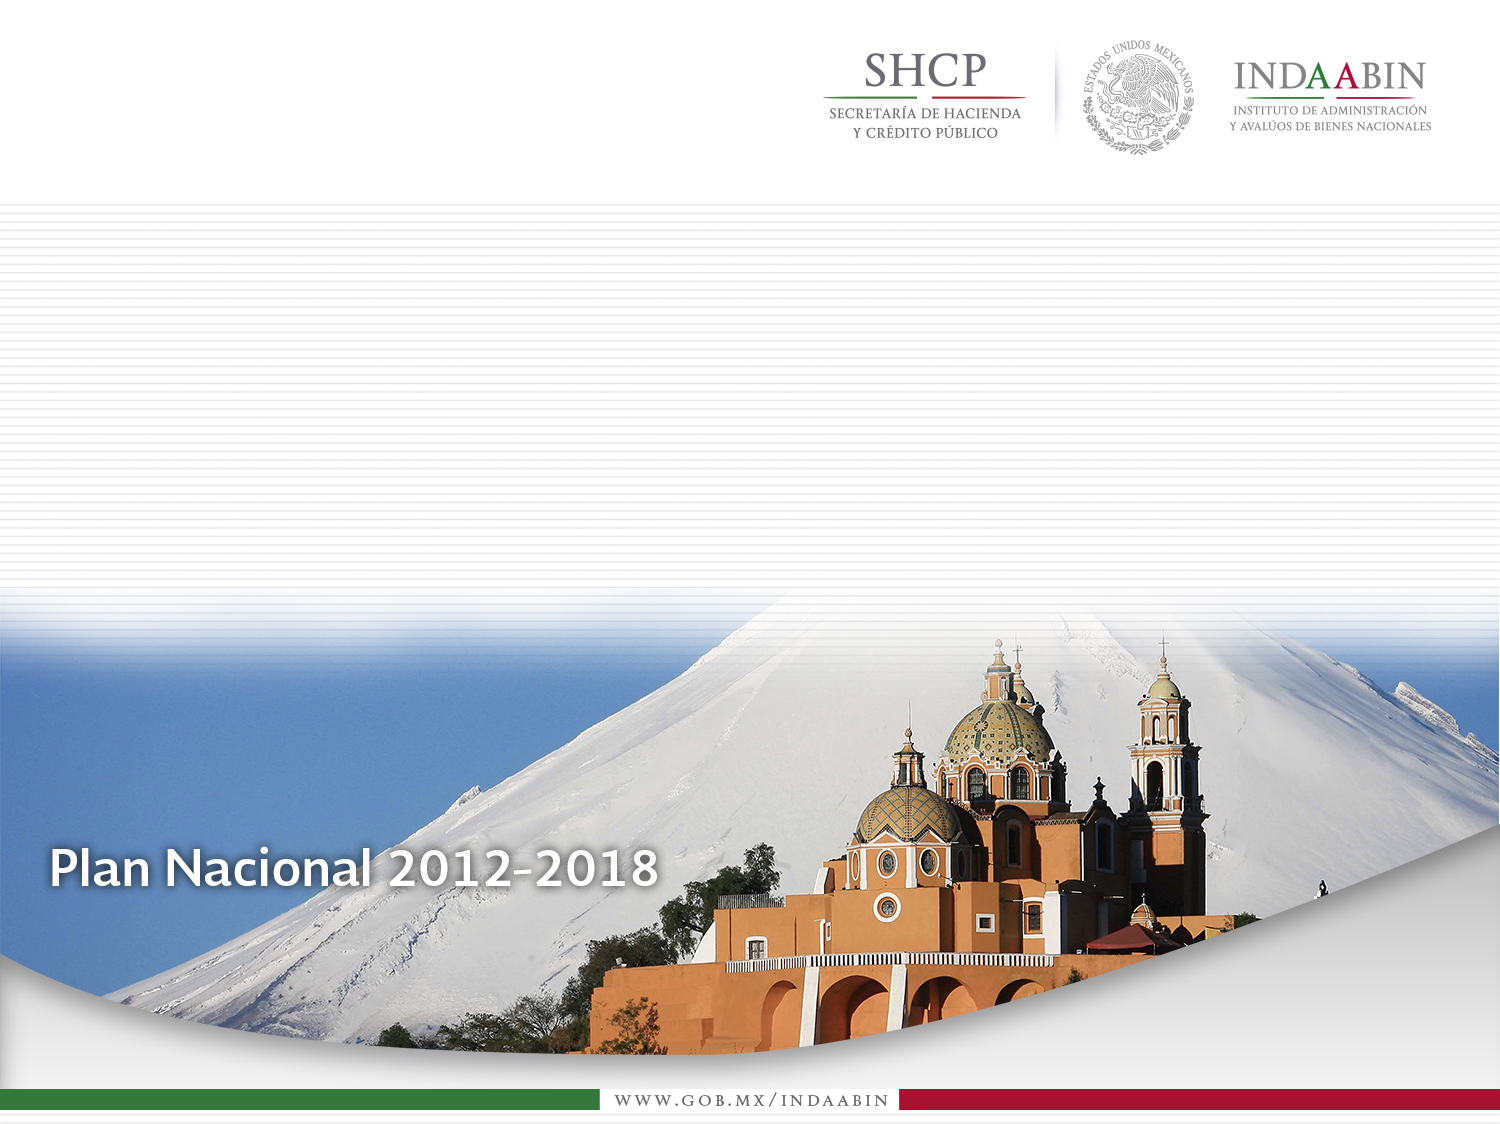 SHCP
SECRETARÍA DE HACIENDA
Y CRÉDITO PÚBLICO
ESTADOS UNIDOS MEXICANOS
INDAABIN
INSTITUTO DE ADMINISTRACIÓN
Y AVALÚOS DE BIENES NACIONALES
Plan Nacional 2012-2018
WWW.GOB.MX/INDAABIN